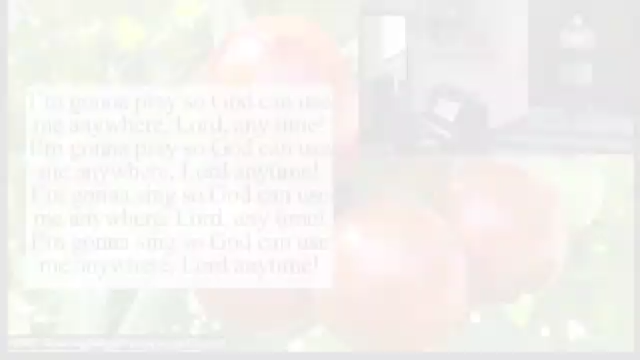 I'm gonna pray so God can use
me anywhere, Lord, any time!
I'm gonna pray so God can use
me anywhere, Lord anytime!
I'm gonna sing so God can use
me anywhere, Lord, any time!
I'm gonna sing so God can use
me anywhere, Lord anytime!